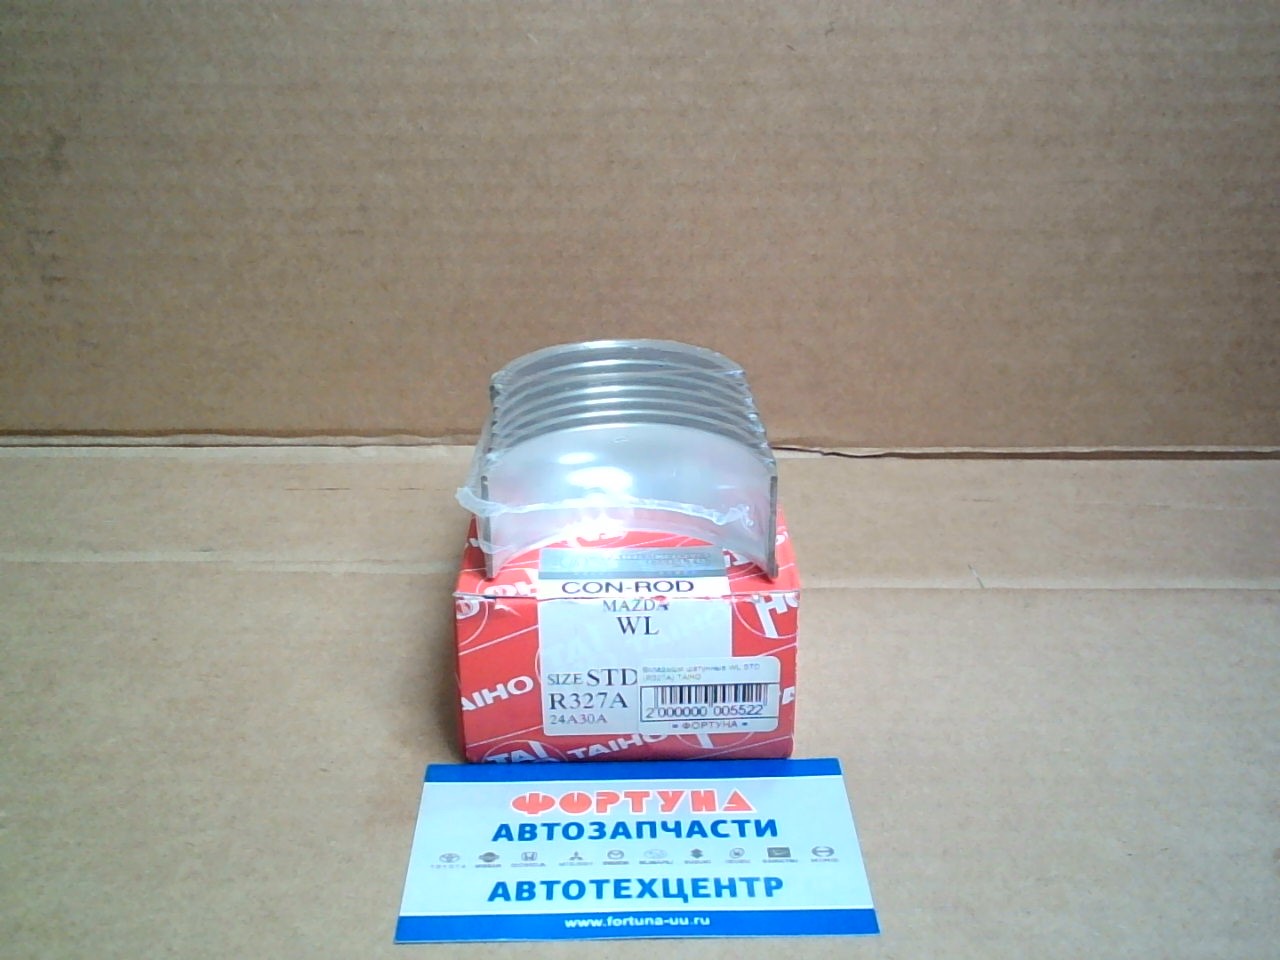 CON-ROD
MAZDA
WL
SIZE STD
R327A
24A30A
Вкладыши шатунные WL STD
(R327A) TAIHO
2 000000 005522
= ФОРТУНА =
TAIHO
TAIHO
ФОРТУНА
АВТОЗАПЧАСТИ
АВТОТЕХЦЕНТР
www.fortuna-uu.ru